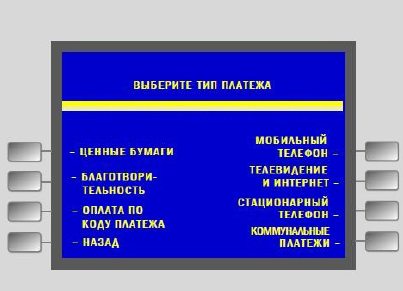 ВЫБЕРИТЕ ТИП ПЛАТЕЖА
– ЦЕННЫЕ БУМАГИ
– БЛАГОТВОРИ-
ТЕЛЬНОСТЬ
– ОПЛАТА ПО
КОДУ ПЛАТЕЖА
– НАЗАД
МОБИЛЬНЫЙ
ТЕЛЕФОН –
ТЕЛЕВИДЕНИЕ
И ИНТЕРНЕТ –
СТАЦИОНАРНЫЙ
ТЕЛЕФОН –
КОММУНАЛЬНЫЕ
ПЛАТЕЖИ –